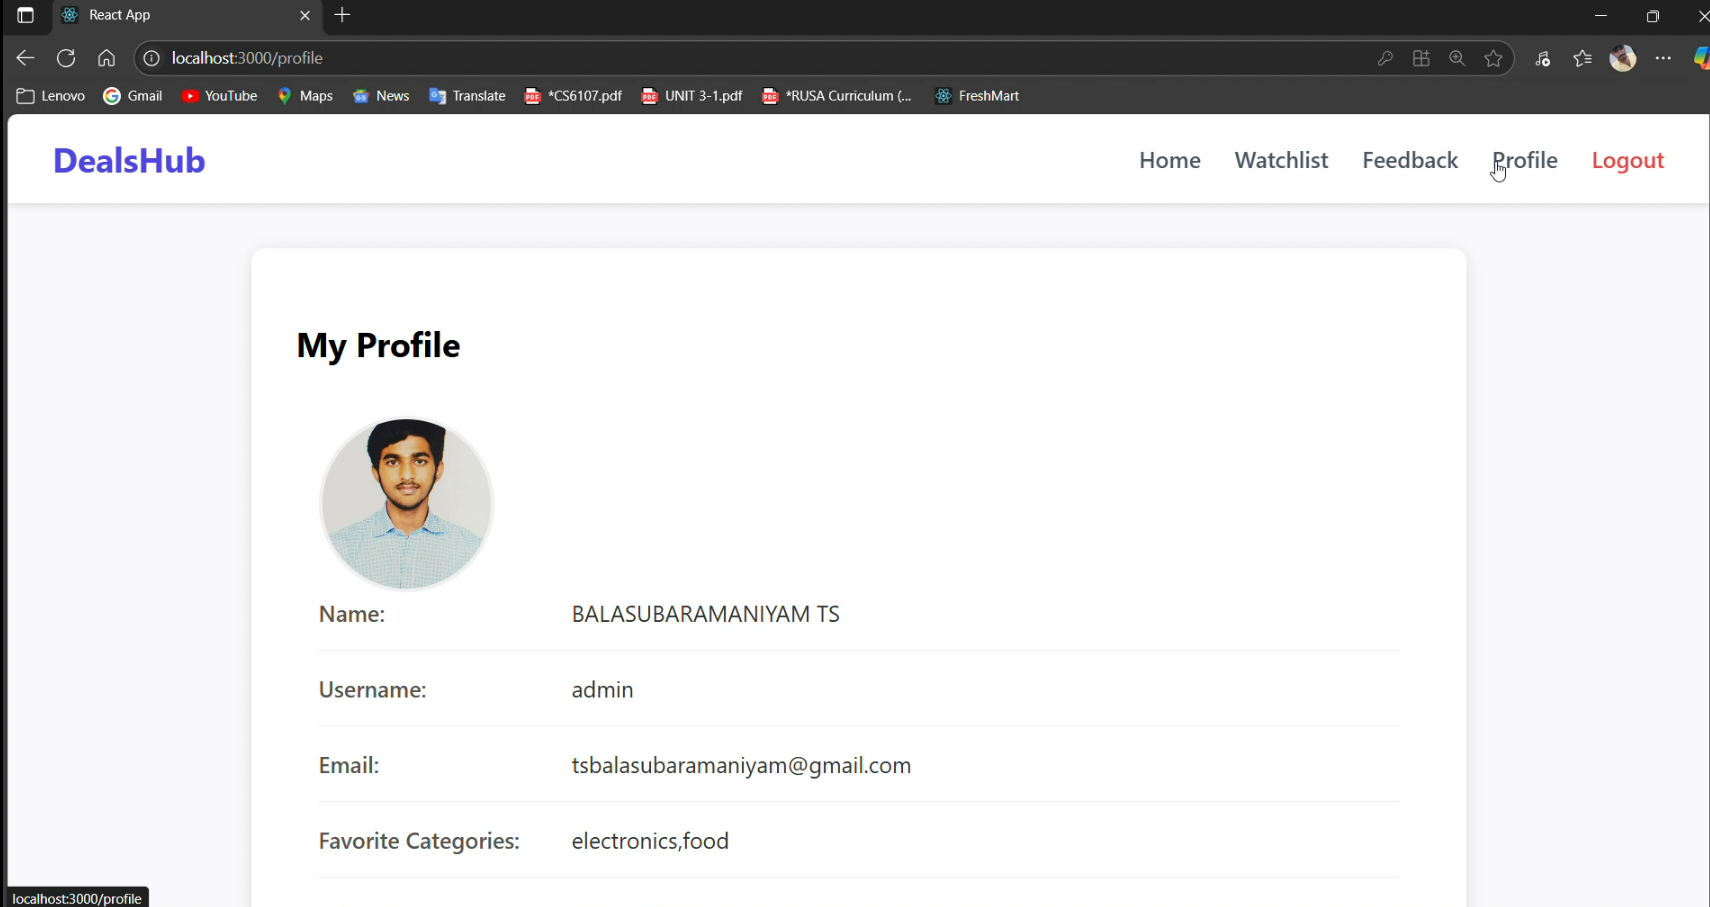 React App
localhost:3000/profile
Lenovo Gmail YouTube Maps News Translate *CS6107.pdf UNIT 3-1.pdf *RUSA Curriculum (... FreshMart
DealsHub Home Watchlist Feedback Profile Logout
My Profile
Name: BALASUBARAMANIYAM TS
Username: admin
Email: tsbalasubaramaniyam@gmail.com
Favorite Categories: electronics,food
localhost:3000/profile